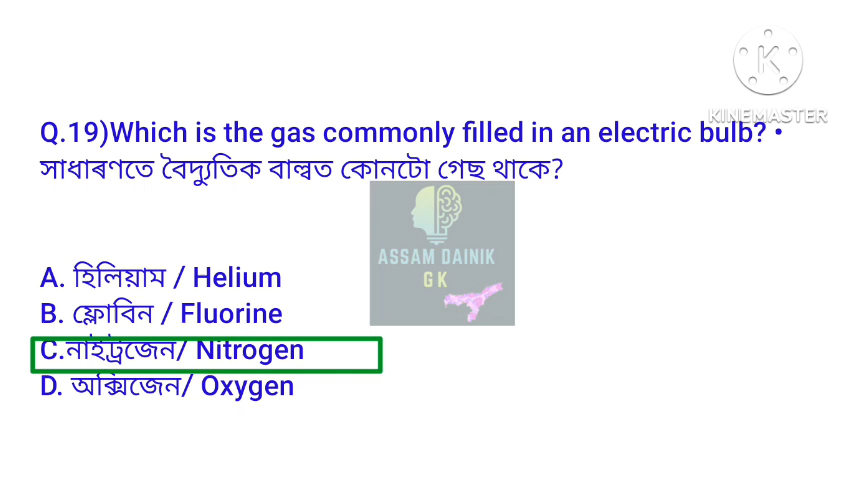 KINEMASTER
Q.19)Which is the gas commonly filled in an electric bulb? •
সাধাৰণতে বৈদ্যুতিক বাল্বত কোনটো গেছ থাকে?
ASSAM DAINIK
GK
A. হিলিয়াম / Helium
B. ফ্লোবিন / Fluorine
C.নাইট্ৰজেন/ Nitrogen
D. অক্সিজেন/ Oxygen